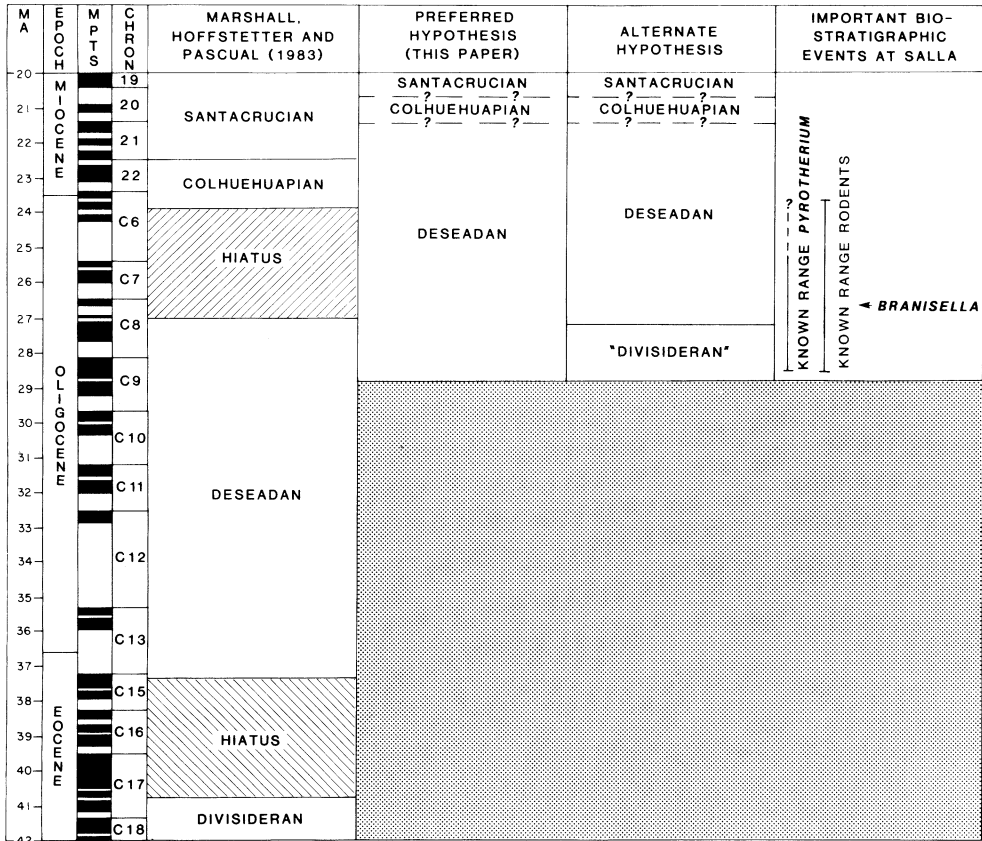 MA
EPOCH
MPTS
CHRON
MARSHALL,
HOFFSTETTER AND
PASCUAL (1983)
PREFERRED
HYPOTHESIS
(THIS PAPER)
ALTERNATE
HYPOTHESIS
IMPORTANT BIO-
STRATIGRAPHIC
EVENTS AT SALLA
20
21
22
23
24
25
26
27
28
29
30
31
32
33
34
35
36
37
38
39
40
41
42
MIOCENE
OLIGOCENE
EOCENE
19
20
21
22
C6
C7
C8
C9
C10
C11
C12
C13
C15
C16
C17
C18
SANTACRUCIAN
COLHUEHUAPIAN
HIATUS
DESEADAN
HIATUS
DIVISIDERAN
SANTACRUCIAN
? ?
COLHUEHUAPIAN
? ?
DESEADAN
SANTACRUCIAN
? ?
COLHUEHUAPIAN
? ?
DESEADAN
"DIVISIDERAN"
?
KNOWN RANGE PYROTHERIUM
KNOWN RANGE RODENTS
BRANISELLA